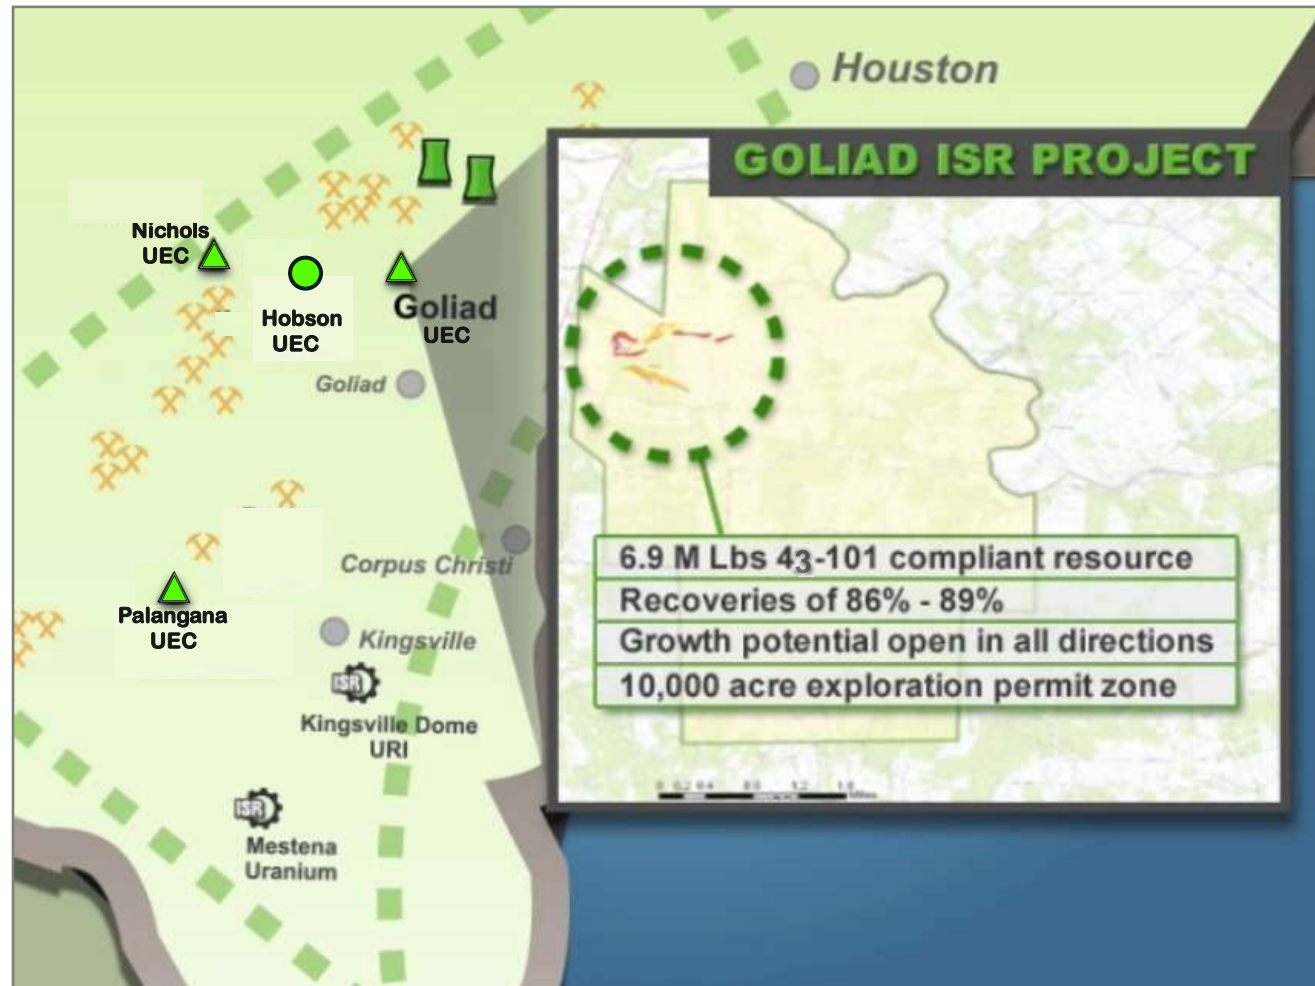 Houston
GOLIAD ISR PROJECT
Nichols
UEC
Hobson
UEC
Goliad
UEC
Goliad
Corpus Christi
Palangana
UEC
Kingsville
ISR
Kingsville Dome
URI
ISR
Mestena
Uranium
6.9 M Lbs 43-101 compliant resource
Recoveries of 86% - 89%
Growth potential open in all directions
10,000 acre exploration permit zone